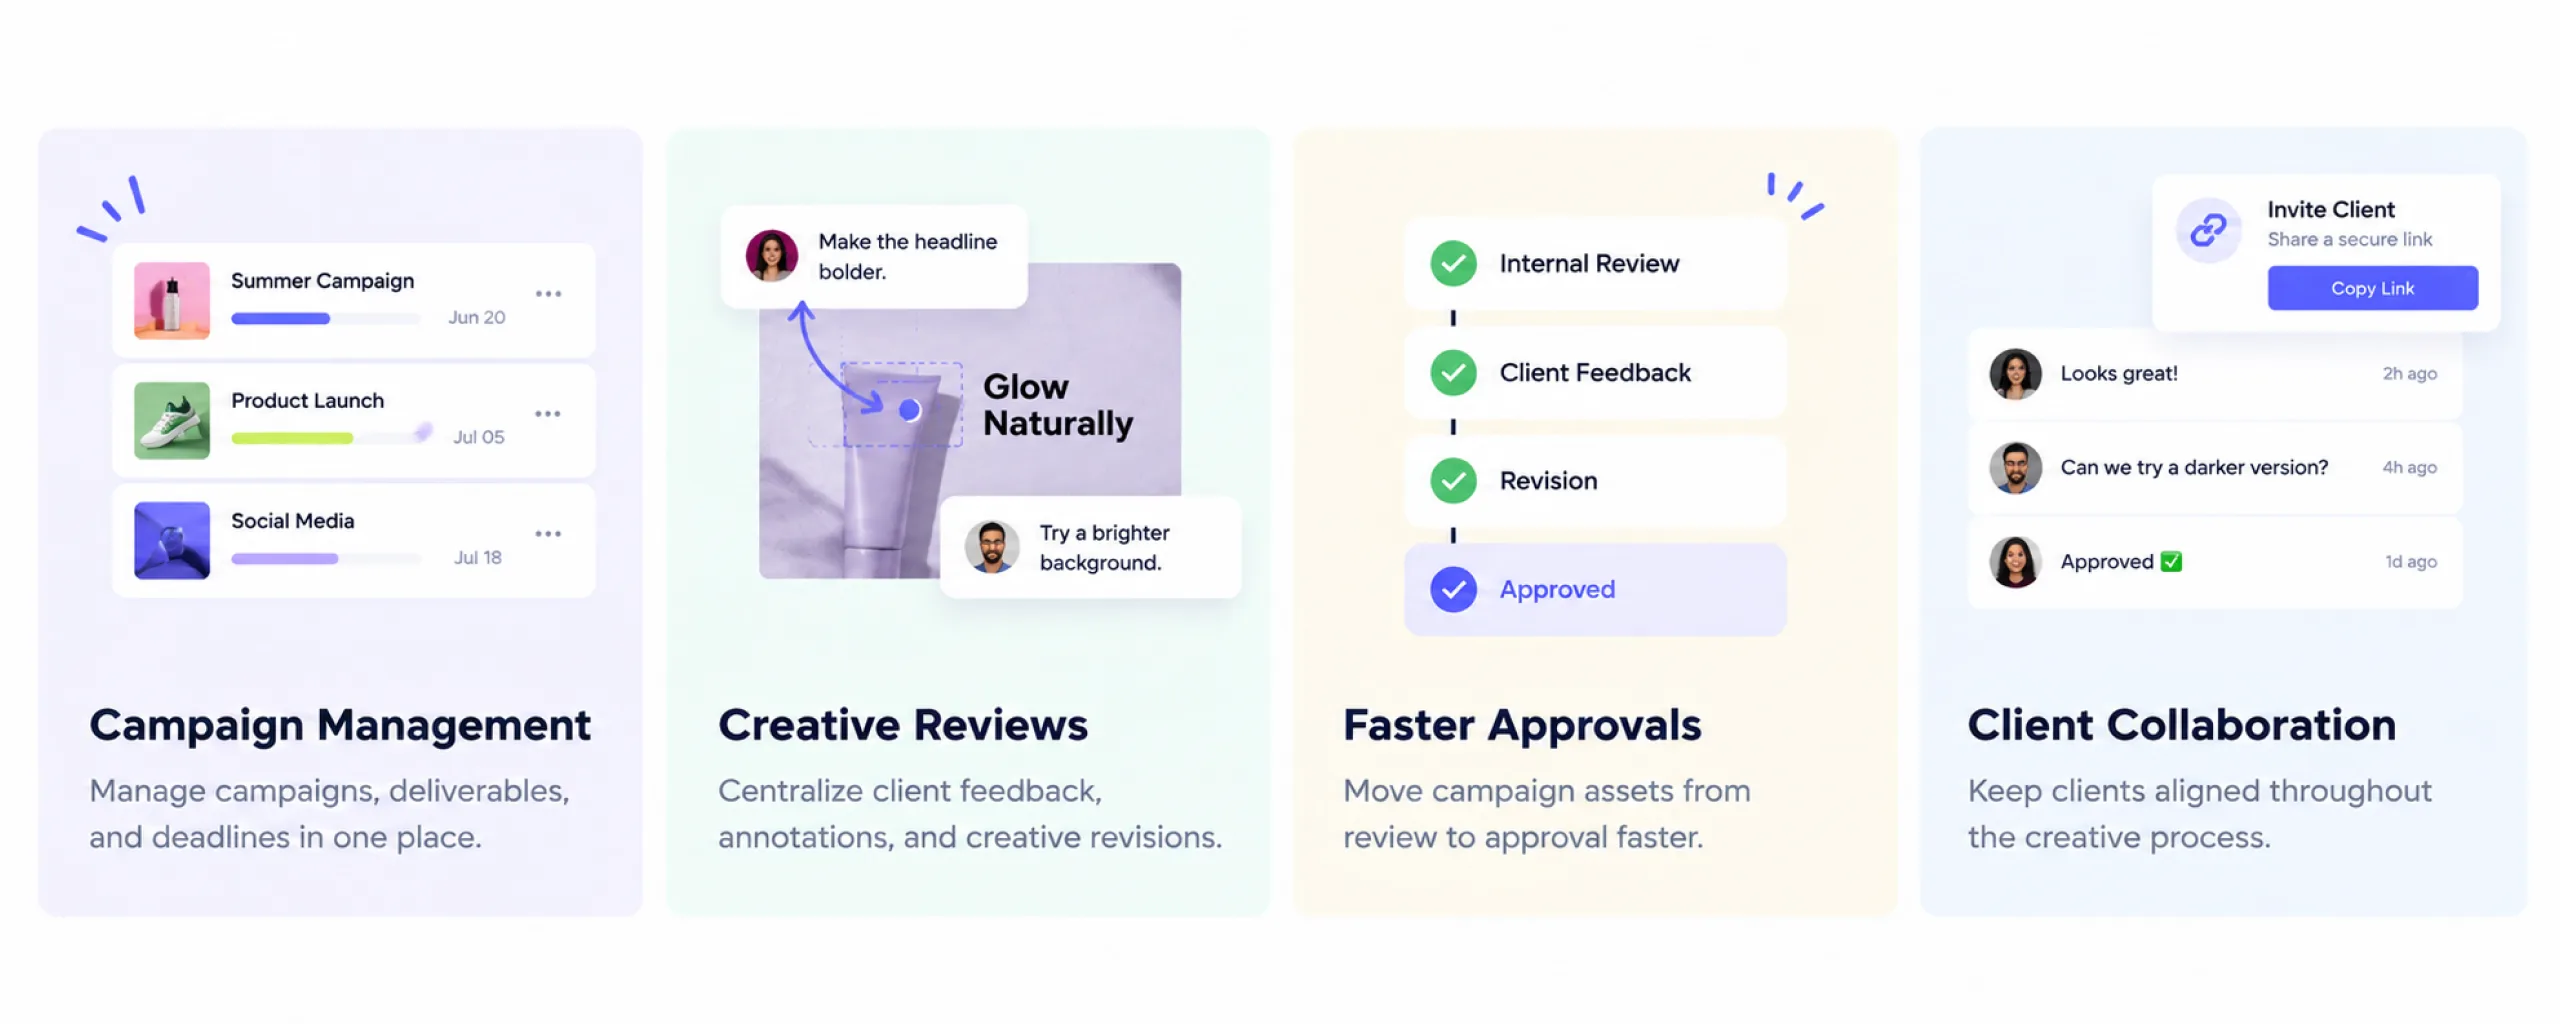 Summer Campaign
Jun 20
Product Launch
Jul 05
Social Media
Jul 18
Campaign Management
Manage campaigns, deliverables,
and deadlines in one place.
Make the headline
bolder.
Glow
Naturally
Try a brighter
background.
Creative Reviews
Centralize client feedback,
annotations, and creative revisions.
Internal Review
Client Feedback
Revision
Approved
Faster Approvals
Move campaign assets from
review to approval faster.
Invite Client
Share a secure link
Copy Link
Looks great!
2h ago
Can we try a darker version?
4h ago
Approved ✅
1d ago
Client Collaboration
Keep clients aligned throughout
the creative process.